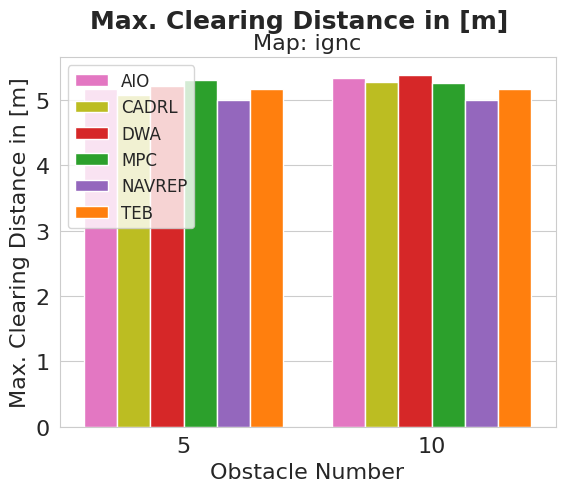 Max. Clearing Distance in [m]
Map: ignc
Max. Clearing Distance in [m]
5
4
3
2
1
0
AIO
CADRL
DWA
MPC
NAVREP
TEB
5
10
Obstacle Number